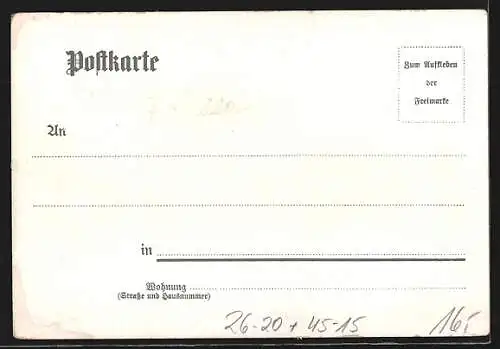 Postkarte
Zum Aufkleben
der
Freimarke
An
in
Wohnung
(Straße und Hausnummer)
26-20+45-15 16,-